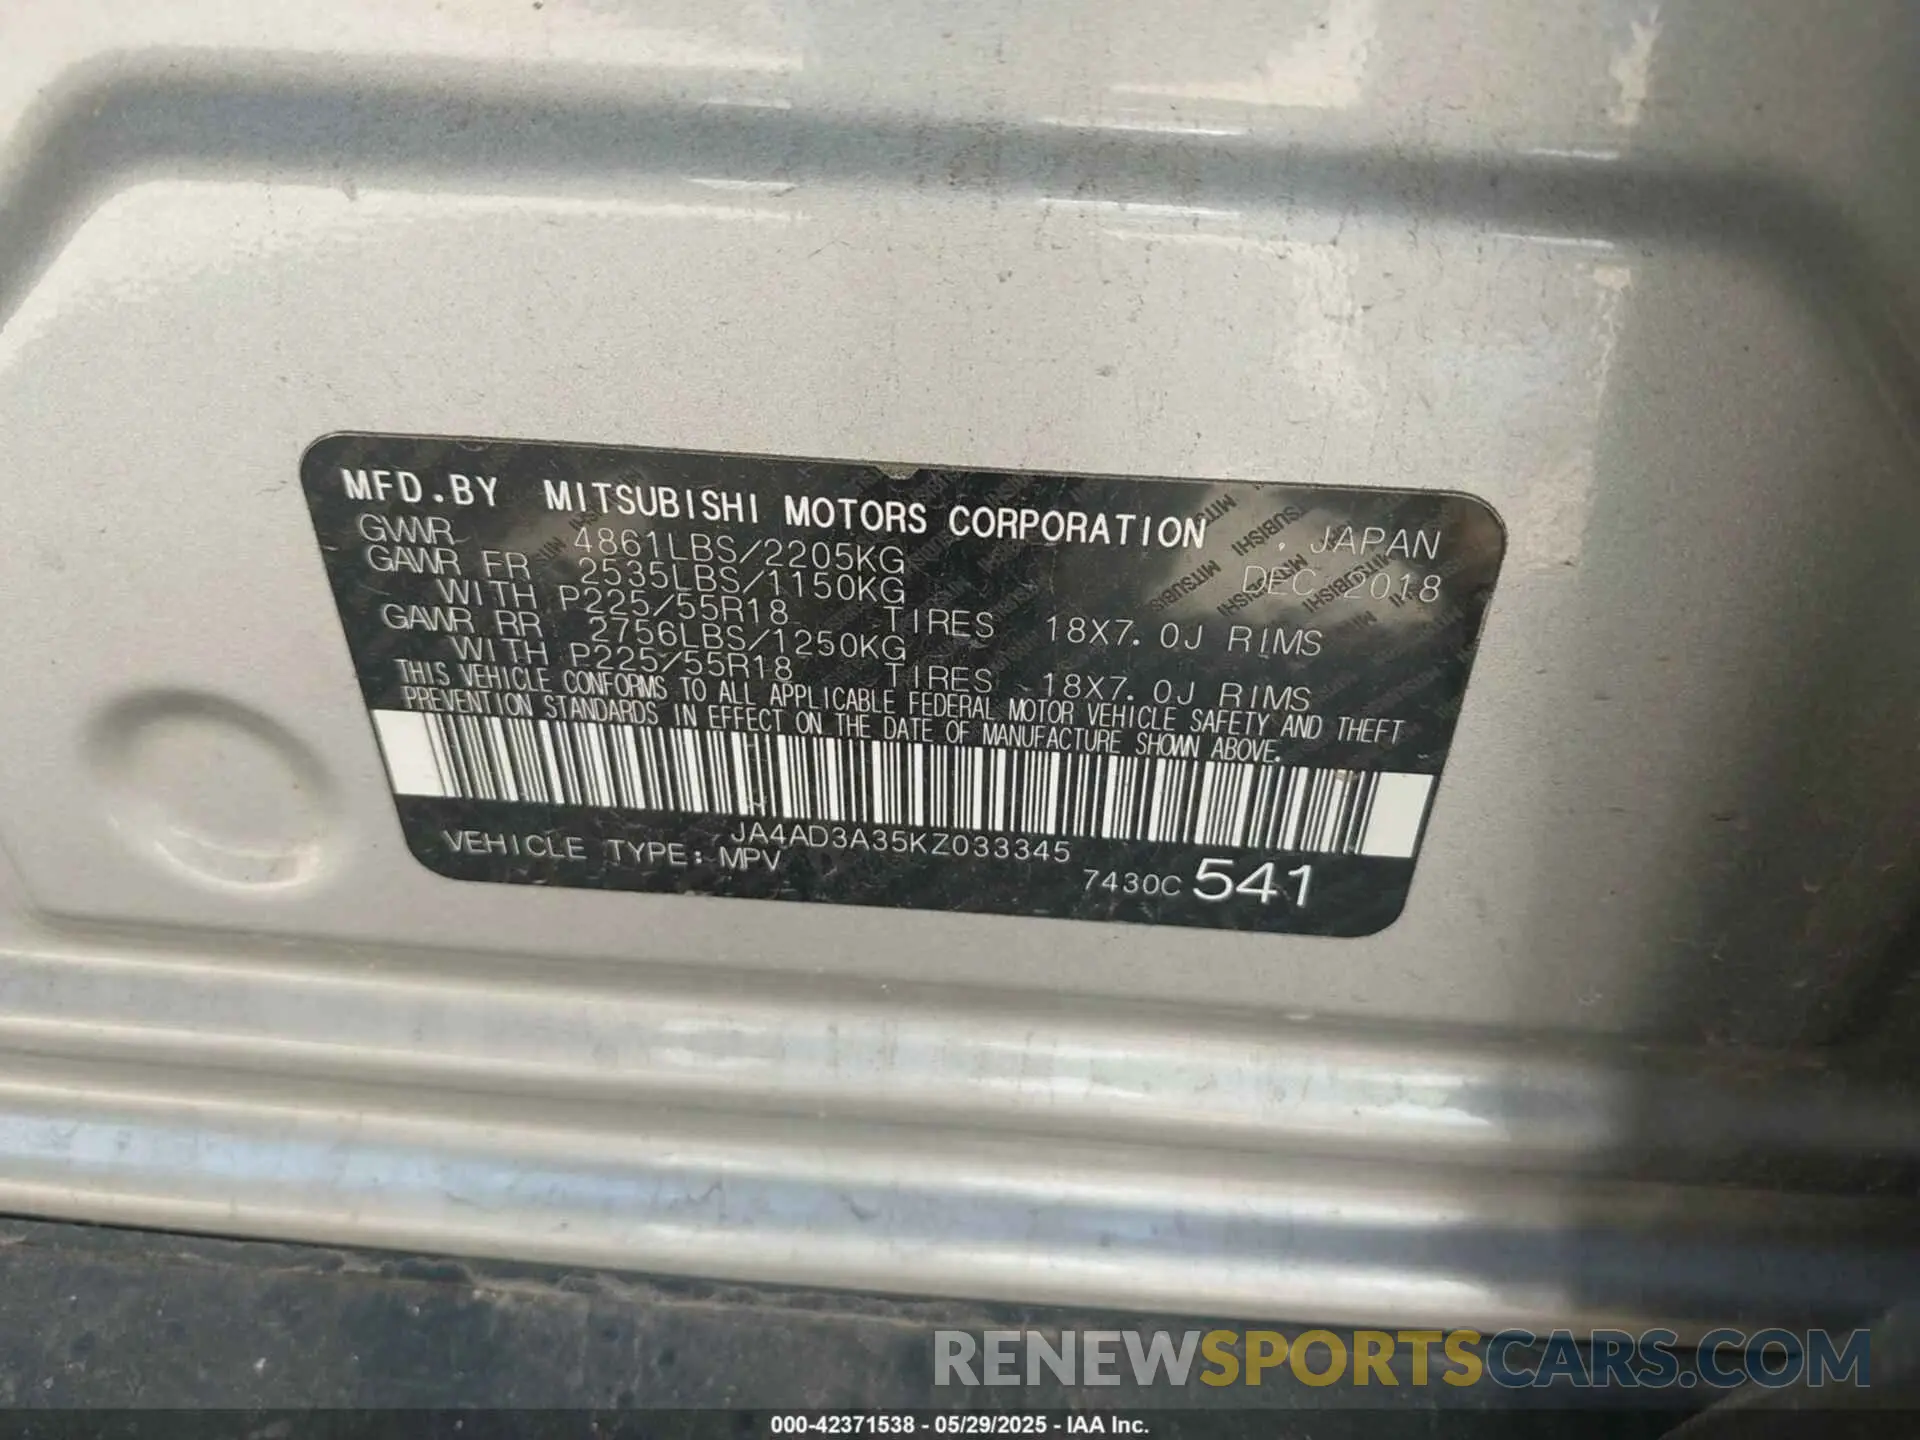 MFD.BY MITSUBISHI MOTORS CORPORATION , JAPAN
GVWR 4861LBS/2205KG DEC 2018
GAWR FR 2535LBS/1150KG
WITH P225/55R18 TIRES 18X7.0J RIMS
GAWR RR 2756LBS/1250KG
WITH P225/55R18 TIRES 18X7.0J RIMS
THIS VEHICLE CONFORMS TO ALL APPLICABLE FEDERAL MOTOR VEHICLE SAFETY AND THEFT
PREVENTION STANDARDS IN EFFECT ON THE DATE OF MANUFACTURE SHOWN ABOVE.
JA4AD3A35KZ033345
VEHICLE TYPE: MPV
7430C 541
RENEWSPORTSCARS.COM
000-42371538 - 05/29/2025 - IAA Inc.